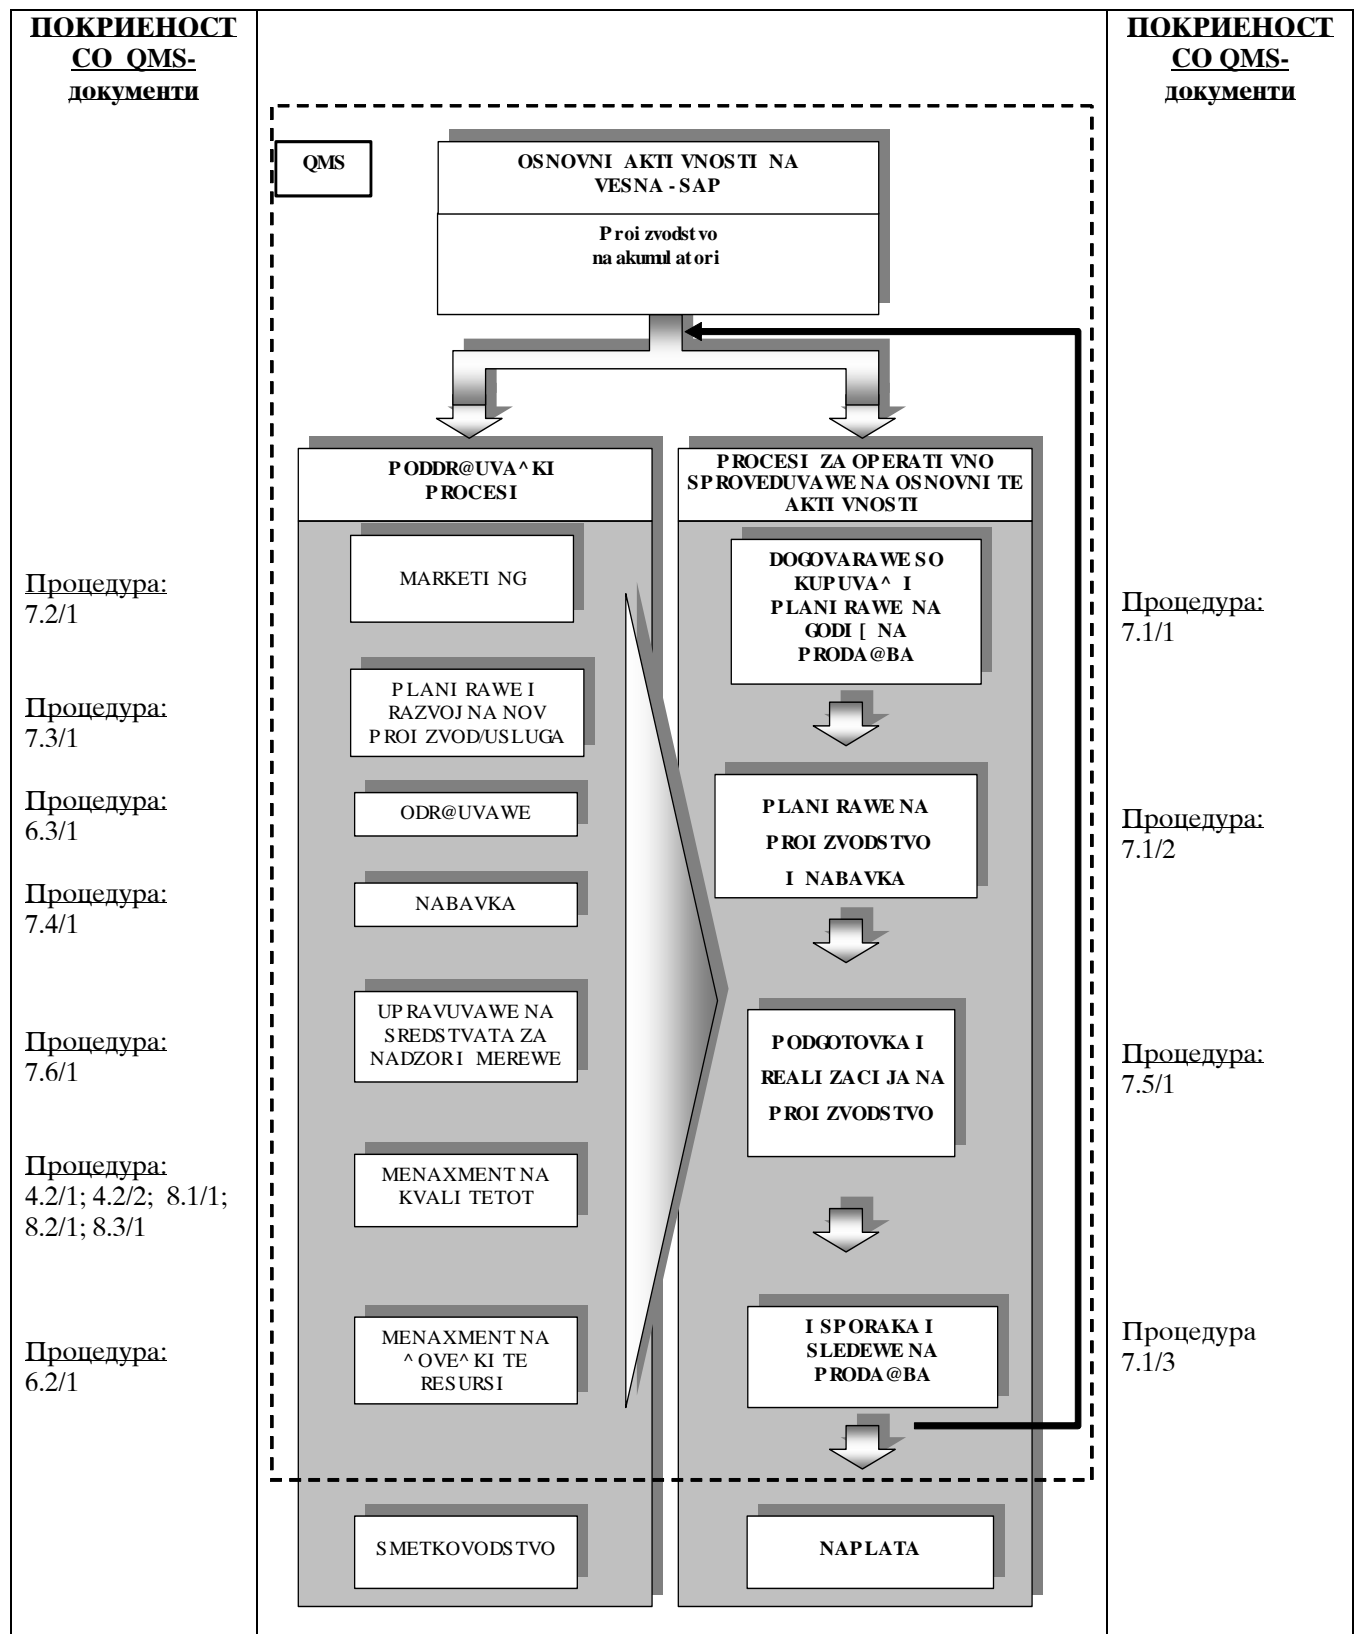 ПОКРИЕНОСТ
СО QMS-
документи
ПОКРИЕНОСТ
СО QMS-
документи
QMS
OSNOVNI AKTI VNOSTI NA
VESNA - SAP
Proi zvodstvo
na akumulatori
PODDR@UVA^KI
PROCESI
PROCESI ZA OPERATI VNO
SPROVEDUVAWE NA OSNOVNI TE
AKTI VNOSTI
Процедура:
7.2/1
MARKETI NG
DOGOVARAWE SO
KUPUVA^ I
PLANI RAWE NA
GODI [ NA
PRODA@BA
Процедура:
7.1/1
Процедура:
7.3/1
PLANI RAWE I
RAZVOJ NA NOV
PROI ZVOD/USLUGA
Процедура:
6.3/1
ODR@UVAWE
PLANI RAWE NA
PROI ZVODSTVO
I NABAVKA
Процедура:
7.1/2
Процедура:
7.4/1
NABAVKA
Процедура:
7.6/1
UPRAVUVAWE NA
SREDSTVATA ZA
NADZOR I MEREWE
PODGOTOVKA I
REALI ZACI JA NA
PROI ZVODSTVO
Процедура:
7.5/1
Процедура:
4.2/1; 4.2/2; 8.1/1;
8.2/1; 8.3/1
MENAXMENT NA
KVALI TETOT
Процедура:
6.2/1
MENAXMENT NA
^OVE^KI TE
RESURSI
I SPORAKA I
SLEDEWE NA
PRODA@BA
Процедура
7.1/3
SMETKOVODSTVO
NAPLATA